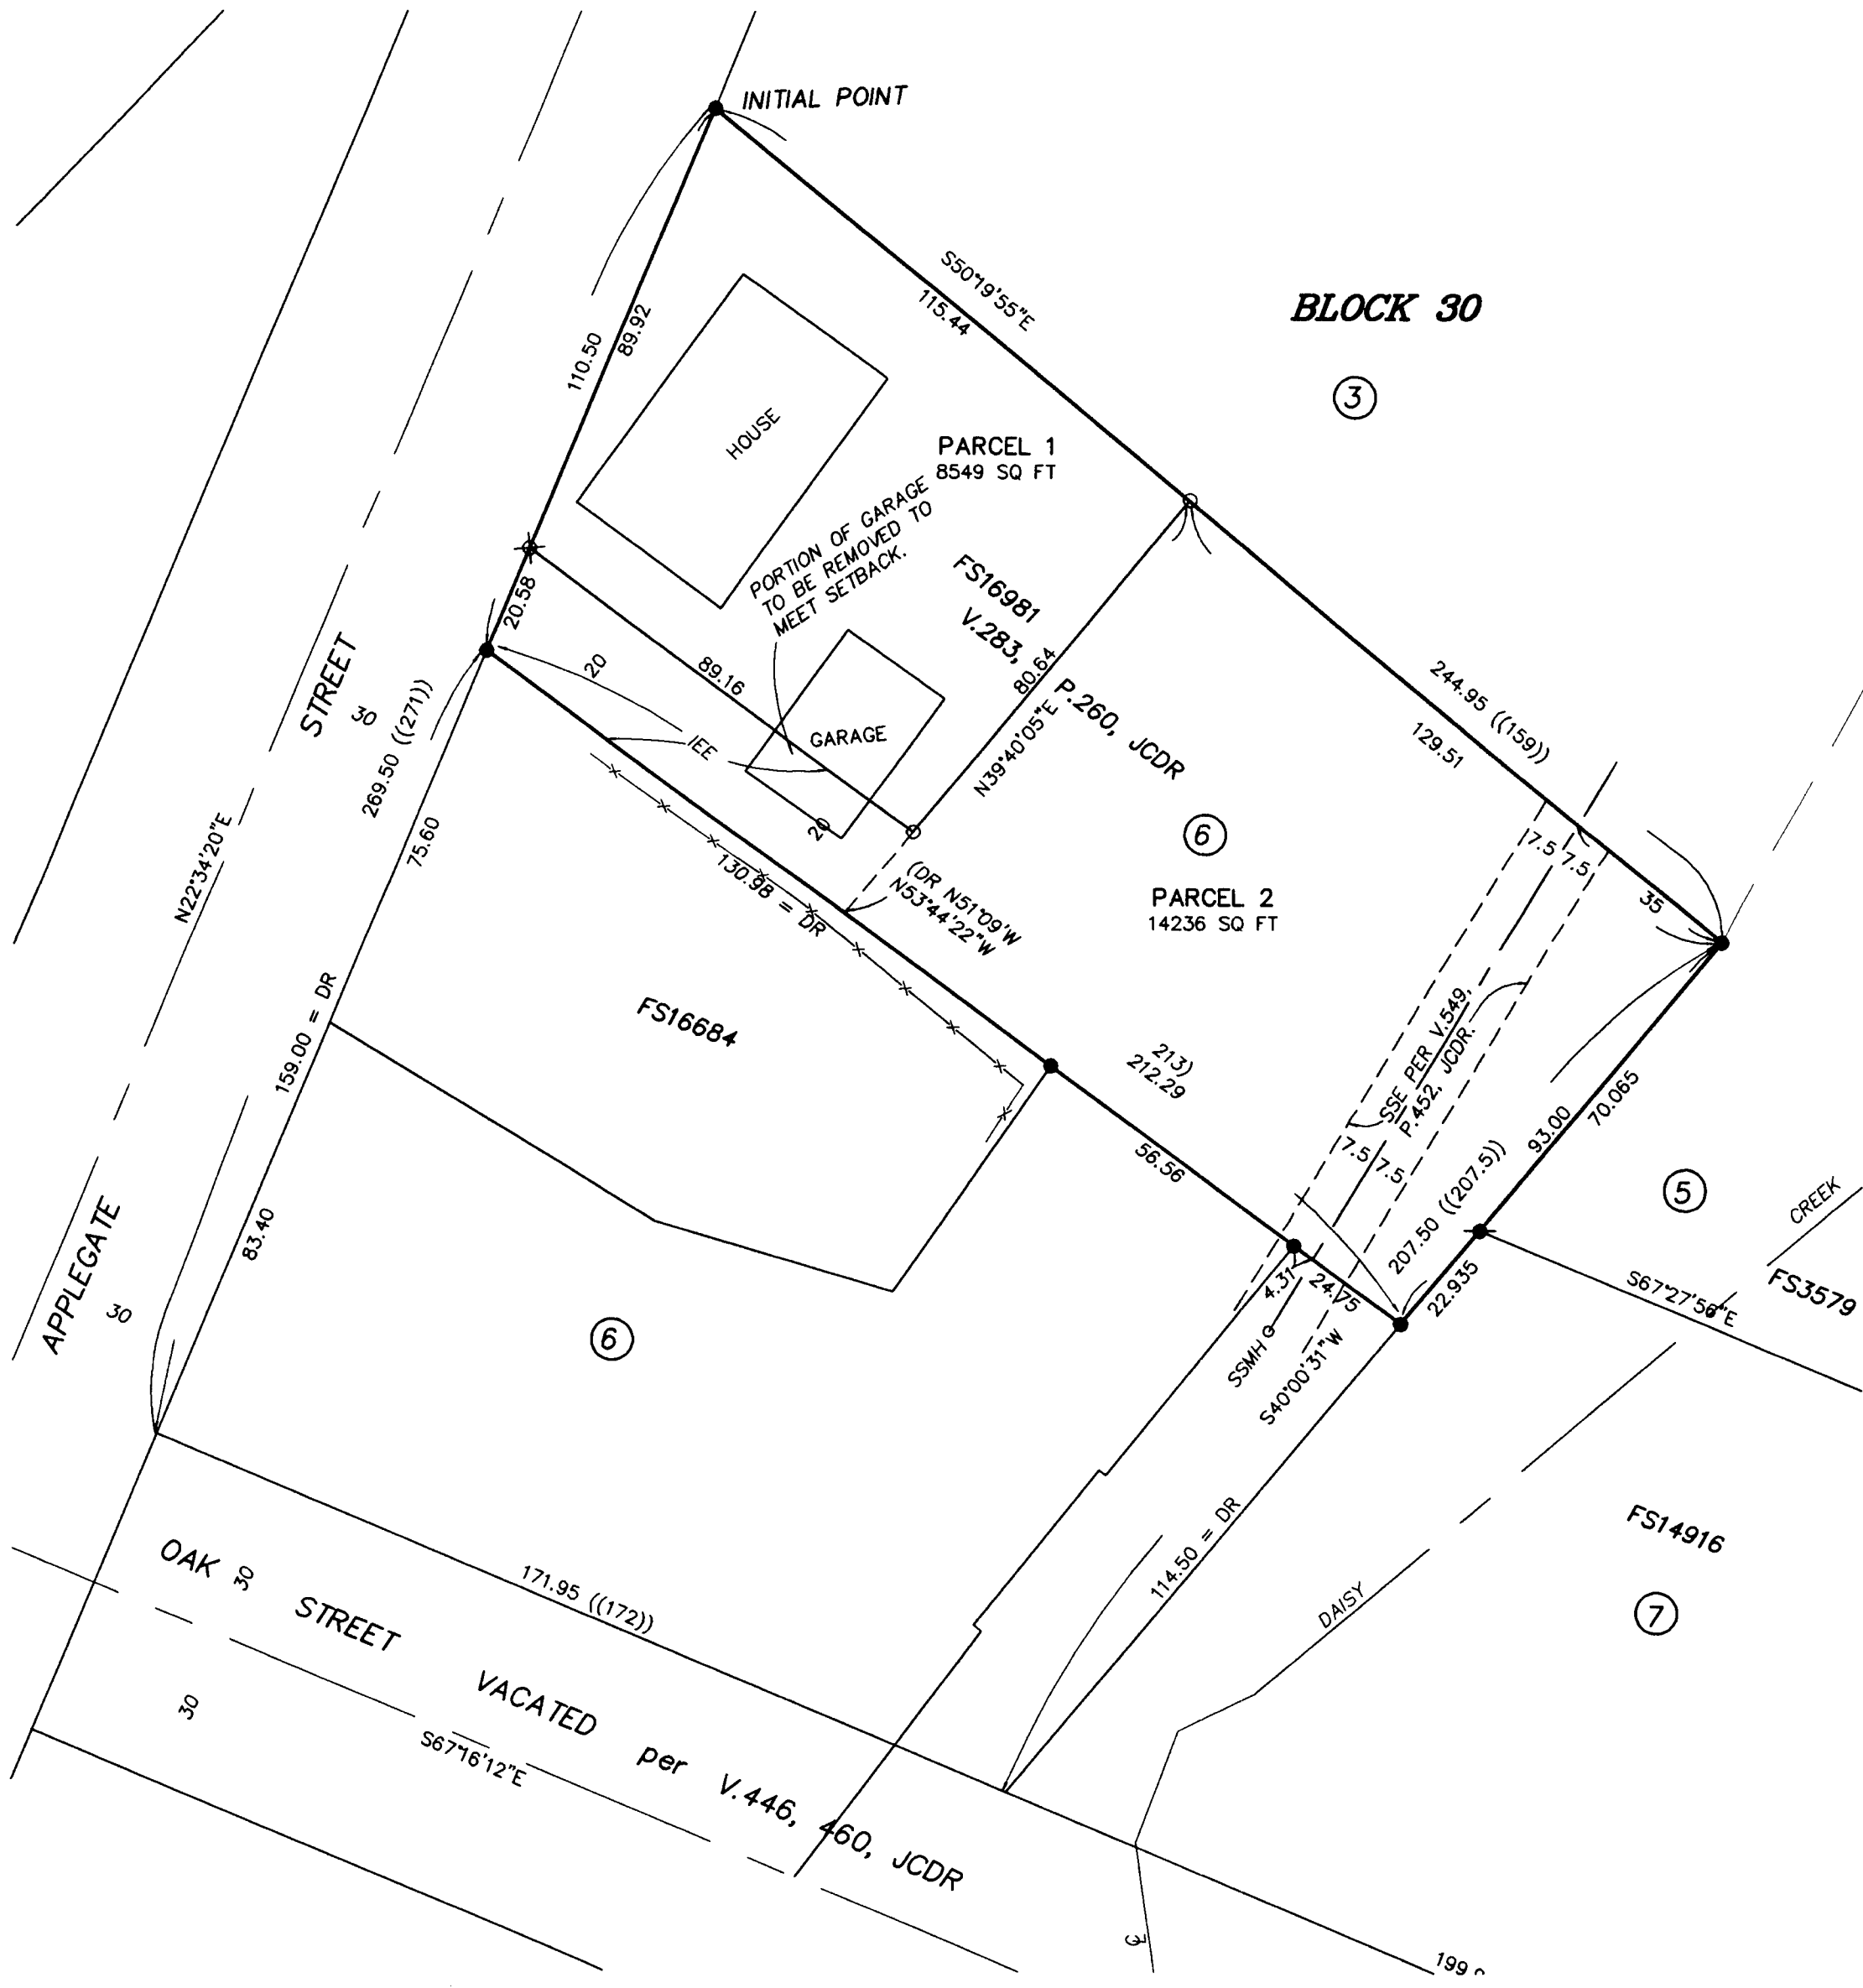 INITIAL POINT
S50°19'55"E
115.44
BLOCK 30
3
110.50
89.92
HOUSE
PARCEL 1
8549 SQ FT
PORTION OF GARAGE
TO BE REMOVED TO
MEET SETBACK.
FS16981
V.283, P.260, JCDR
20.58
20
89.16
80.64
N39°40'05"E
244.95 ((159))
129.51
STREET
30
269.50 ((271))
IEE
GARAGE
20
75.60
130.98 = DR
(DR N51°09'W
N53°44'22"W
6
PARCEL 2
14236 SQ FT
7.5 7.5
35
N22°34'20"E
FS16684
159.00 = DR
213)
212.29
SSE PER V.549,
P.452, JCDR.
93.00
70.065
56.56
7.5 7.5
207.50 ((207.5))
5
CREEK
83.40
APPLEGATE
30
4.31
24.75
22.935
S67°27'56"E
FS3579
6
SSMH
S40°00'31"W
114.50 = DR
FS14916
DAISY
7
OAK
30
STREET
171.95 ((172))
30
VACATED per V.446, 460, JCDR
S67°16'12"E